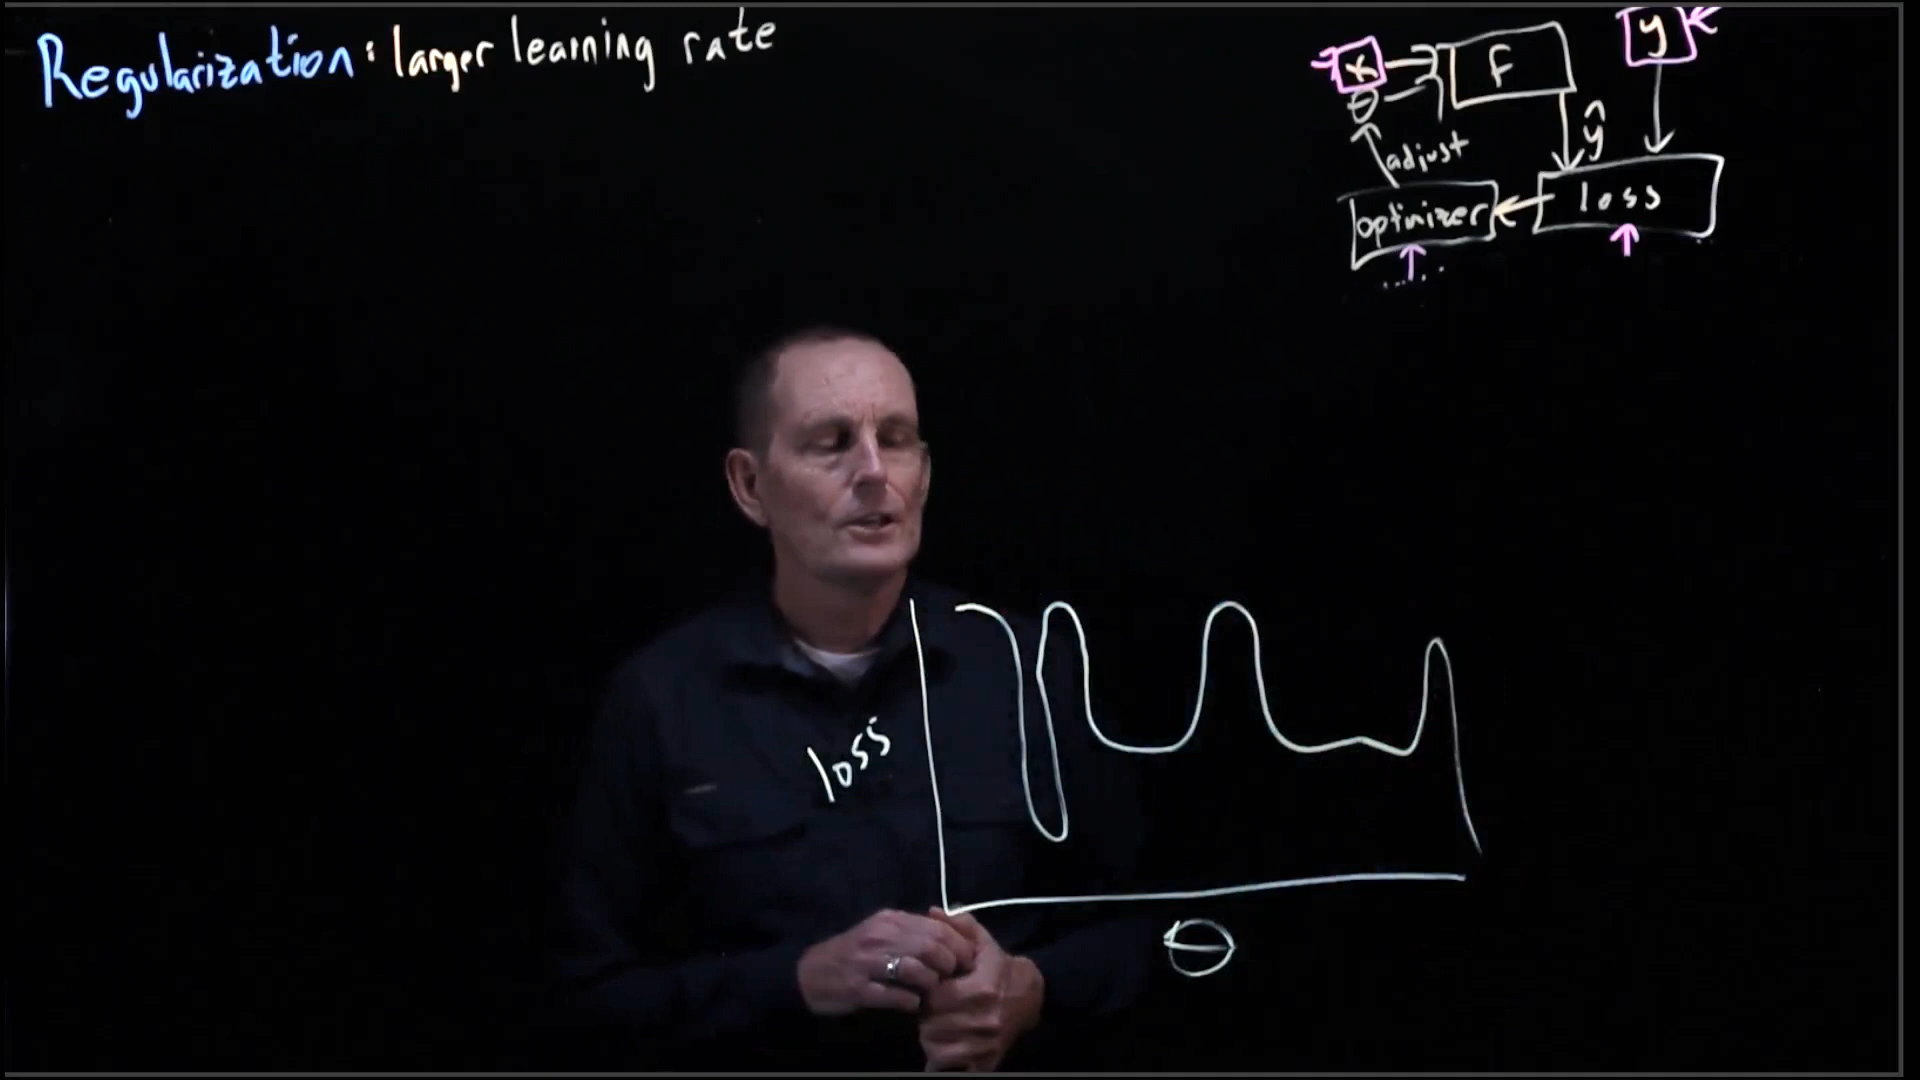 Regularization: larger learning rate
x
θ
f
y
ŷ
adjust
optimizer
loss
.....
loss
θ